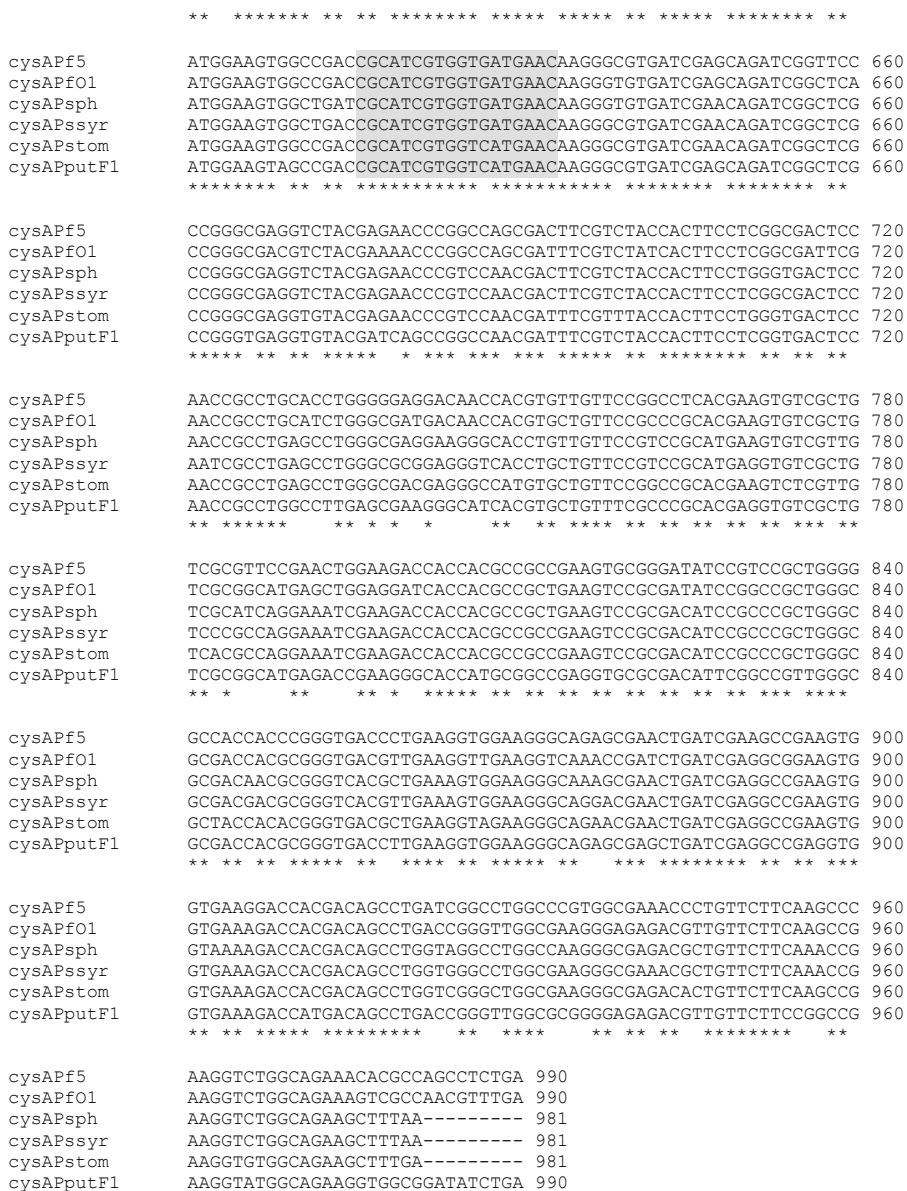 ** ******* ** ** ******** ***** ***** ** ***** ** ******** **
cysAPf5 ATGGAAGTGGCCGACCGCATCGTGGTGATGAACAAGGGCGTGATCGAGCAGATCGGTTCC 660
cysAPfO1 ATGGAAGTGGCCGACCGCATCGTGGTGATGAACAAGGGTGTGATCGAGCAGATCGGCTCA 660
cysAPsph ATGGAAGTGGCTGATCGCATCGTGGTGATGAACAAGGGTGTGATCGAACAGATCGGCTCG 660
cysAPssyr ATGGAAGTGGCTGACCGCATCGTGGTGATGAACAAGGGCGTGATCGAACAGATCGGCTCG 660
cysAPstom ATGGAAGTGGCCGACCGCATCGTGGTCATGAACAAGGGCGTGATCGAACAGATCGGCTCG 660
cysAPputF1 ATGGAAGTAGCCGACCGCATCGTGGTCATGAACAAGGGCGTGATCGAGCAGATCGGCTCG 660
******** ** ** *********** *********** ******** ******** **
cysAPf5 CCGGGCGAGGTCTACGAGAACCCGGCCAGCGACTTCGTCTACCACTTCCTCGGCGACTCC 720
cysAPfO1 CCGGGCGACGTCTACGAAAACCCGGCCAGCGATTTCGTCTATCACTTCCTCGGCGATTCG 720
cysAPsph CCGGGCGAGGTCTACGAGAACCCGTCCAACGACTTCGTCTACCACTTCCTGGGTGACTCC 720
cysAPssyr CCGGGCGAGGTCTACGAGAACCCGTCCAACGACTTCGTCTACCACTTCCTCGGCGACTCC 720
cysAPstom CCGGGCGAGGTGTACGAGAACCCGTCCAACGATTTCGTTTACCACTTCCTGGGTGACTCC 720
cysAPputF1 CCGGGTGAGGTGTACGATCAGCCGGCCAACGATTTCGTCTACCACTTCCTCGGTGACTCC 720
***** ** ** ***** * *** *** *** ***** ** ******** ** ** **
cysAPf5 AACCGCCTGCACCTGGGGGAGGACAACCACGTGTTGTTCCGGCCTCACGAAGTGTCGCTG 780
cysAPfO1 AACCGCCTGCATCTGGGCGATGACAACCACGTGCTGTTCCGCCCGCACGAAGTGTCGCTG 780
cysAPsph AACCGCCTGAGCCTGGGCGAGGAAGGGCACCTGTTGTTCCGTCCGCATGAAGTGTCGTTG 780
cysAPssyr AATCGCCTGAGCCTGGGCGCGGAGGGTCACCTGCTGTTCCGTCCGCATGAGGTGTCGCTG 780
cysAPstom AACCGCCTGAGCCTGGGCGACGAGGGCCATGTGCTGTTCCGGCCGCACGAAGTCTCGTTG 780
cysAPputF1 AACCGCCTGGCCTTGAGCGAAGGGCATCACGTGCTGTTTCGCCCGCACGAGGTGTCGCTG 780
** ****** ** * * * ** ** **** ** ** ** ** ** *** **
cysAPf5 TCGCGTTCCGAACTGGAAGACCACCACGCCGCCGAAGTGCGGGATATCCGTCCGCTGGGG 840
cysAPfO1 TCGCGGCATGAGCTGGAGGATCACCACGCCGCTGAAGTCCGCGATATCCGGCCGCTGGGC 840
cysAPsph TCGCATCAGGAAATCGAAGACCACCACGCCGCTGAAGTCCGCGACATCCGCCCGCTGGGC 840
cysAPssyr TCCCGCCAGGAAATCGAAGACCACCACGCCGCCGAAGTCCGCGACATCCGCCCGCTGGGC 840
cysAPstom TCACGCCAGGAAATCGAAGACCACCACGCCGCCGAAGTCCGCGACATCCGCCCGCTGGGC 840
cysAPputF1 TCGCGGCATGAGACCGAAGGGCACCATGCGGCCGAGGTGCGCGACATTCGGCCGTTGGGC 840
** * ** ** * ***** ** ** ** ** ** ** ** ** *** ****
cysAPf5 GCCACCACCCGGGTGACCCTGAAGGTGGAAGGGCAGAGCGAACTGATCGAAGCCGAAGTG 900
cysAPfO1 GCGACCACGCGGGTGACGTTGAAGGTTGAAGGTCAAACCGATCTGATCGAGGCGGAAGTG 900
cysAPsph GCGACAACGCGGGTCACGCTGAAAGTGGAAGGGCAAAGCGAACTGATCGAGGCCGAAGTG 900
cysAPssyr GCGACGACGCGGGTCACGTTGAAAGTGGAAGGGCAGGACGAACTGATCGAGGCCGAAGTG 900
cysAPstom GCTACCACACGGGTGACGCTGAAGGTAGAAGGGCAGAACGAACTGATCGAGGCCGAAGTG 900
cysAPputF1 GCGACCACGCGGGTGACCTTGAAGGTGGAAGGGCAGAGCGAGCTGATCGAGGCCGAGGTG 900
** ** ** ***** ** **** ** ***** ** *** ******** ** ** ***
cysAPf5 GTGAAGGACCACGACAGCCTGATCGGCCTGGCCCGTGGCGAAACCCTGTTCTTCAAGCCC 960
cysAPfO1 GTGAAAGACCACGACAGCCTGACCGGGTTGGCGAAGGGAGAGACGTTGTTCTTCAAGCCG 960
cysAPsph GTAAAAGACCACGACAGCCTGGTAGGCCTGGCCAAGGGCGAGACGCTGTTCTTCAAACCG 960
cysAPssyr GTGAAAGACCACGACAGCCTGGTGGGCCTGGCGAAGGGCGAAACGCTGTTCTTCAAACCG 960
cysAPstom GTGAAAGACCACGACAGCCTGGTCGGGCTGGCGAAGGGCGAGACACTGTTCTTCAAGCCG 960
cysAPputF1 GTGAAAGACCATGACAGCCTGACCGGGTTGGCGCGGGGAGAGACGTTGTTCTTCCGGCCG 960
** ** ***** ********* ** **** ** ** ** ******** **
cysAPf5 AAGGTCTGGCAGAAACACGCCAGCCTCTGA 990
cysAPfO1 AAGGTCTGGCAGAAAGTCGCCAACGTTTGA 990
cysAPsph AAGGTCTGGCAGAAGCTTTAA--------- 981
cysAPssyr AAGGTCTGGCAGAAGCTTTAA--------- 981
cysAPstom AAGGTGTGGCAGAAGCTTTGA--------- 981
cysAPputF1 AAGGTATGGCAGAAGGTGGCGGATATCTGA 990